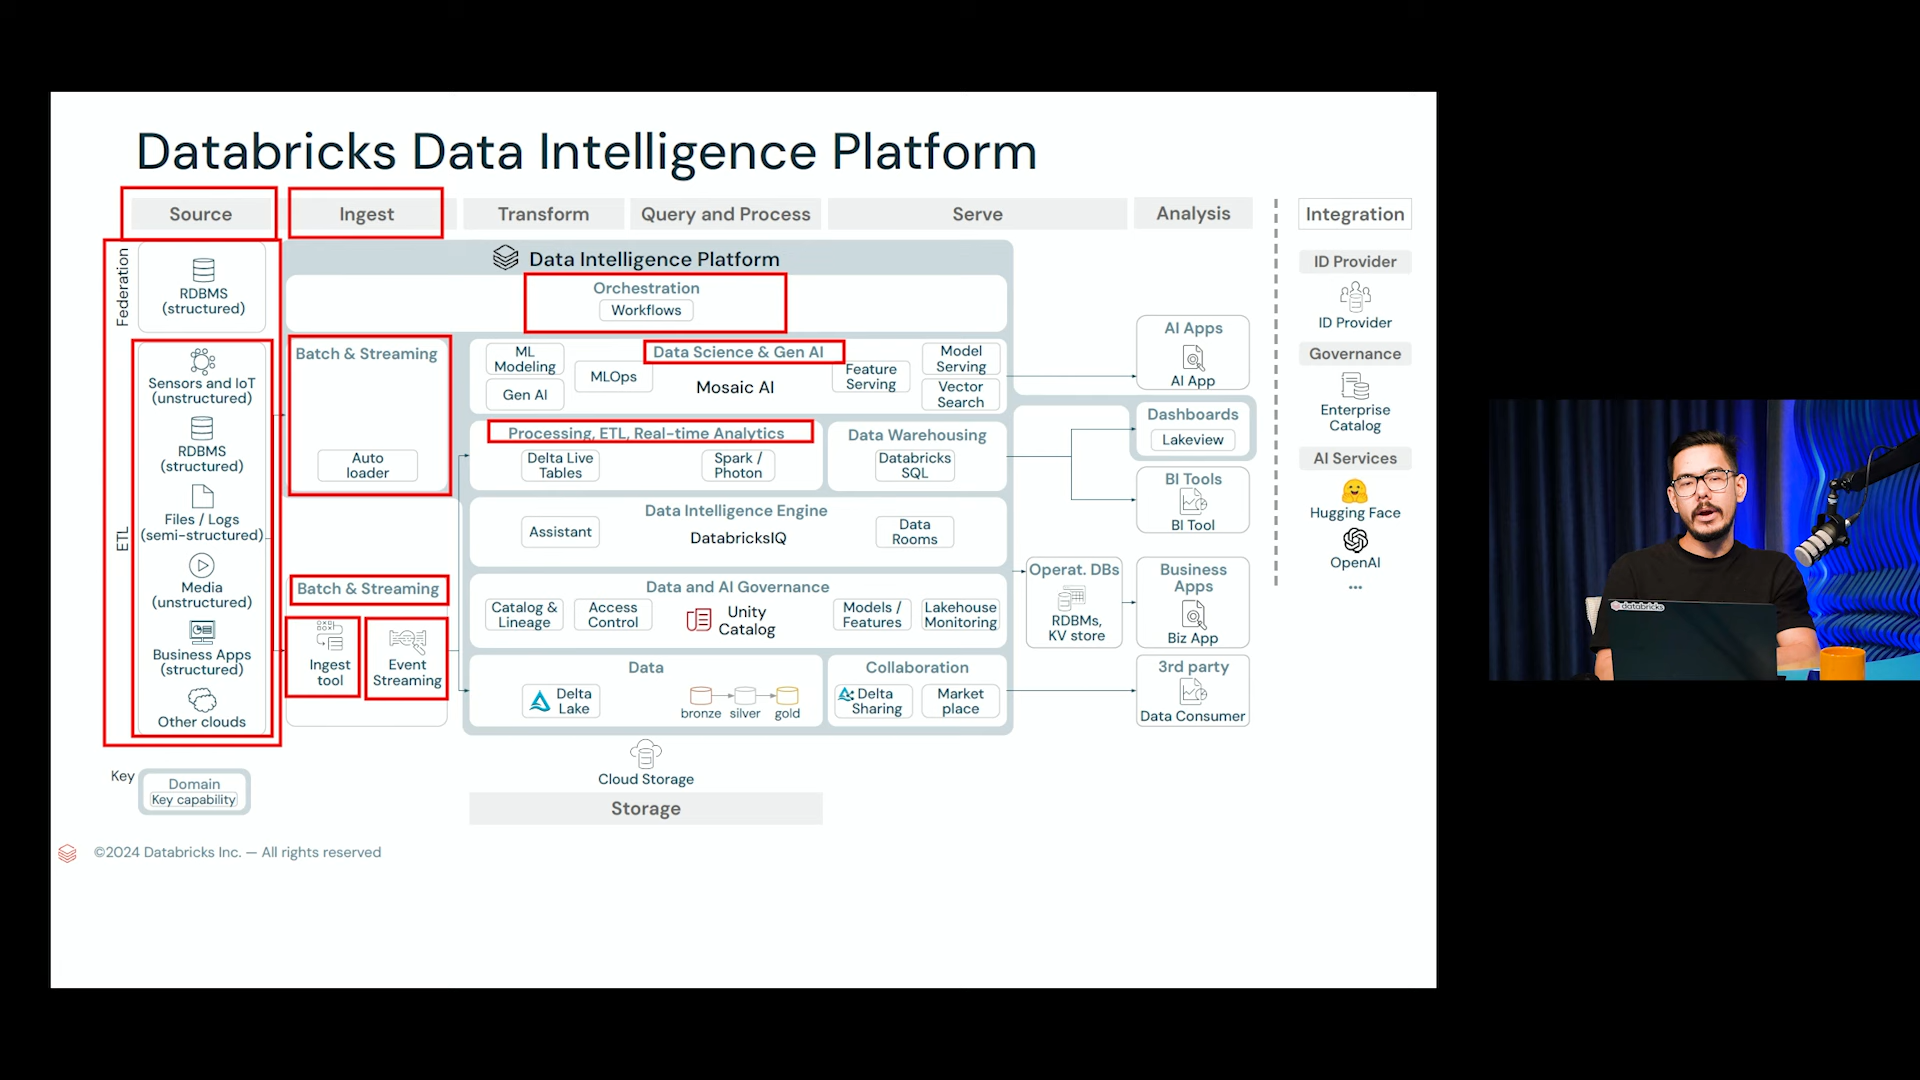 Databricks Data Intelligence Platform
Source
Ingest
Transform
Query and Process
Serve
Analysis
Integration
Federation
RDBMS
(structured)
ETL
Sensors and IoT
(unstructured)
RDBMS
(structured)
Files / Logs
(semi-structured)
Media
(unstructured)
Business Apps
(structured)
Other clouds
Batch & Streaming
Auto
loader
Batch & Streaming
Ingest
tool
Event
Streaming
Data Intelligence Platform
Orchestration
Workflows
Data Science & Gen AI
ML
Modeling
Gen AI
MLOps
Mosaic AI
Feature
Serving
Model
Serving
Vector
Search
Processing, ETL, Real-time Analytics
Delta Live
Tables
Spark /
Photon
Data Warehousing
Databricks
SQL
Data Intelligence Engine
Assistant
DatabricksIQ
Data
Rooms
Data and AI Governance
Catalog &
Lineage
Access
Control
Unity
Catalog
Models /
Features
Lakehouse
Monitoring
Data
Delta
Lake
bronze
silver
gold
Collaboration
Delta
Sharing
Market
place
Cloud Storage
Storage
Operat. DBs
RDBMs,
KV store
AI Apps
AI App
Dashboards
Lakeview
BI Tools
BI Tool
Business
Apps
Biz App
3rd party
Data Consumer
ID Provider
ID Provider
Governance
Enterprise
Catalog
AI Services
Hugging Face
OpenAI
...
Key
Domain
Key capability
©2024 Databricks Inc. — All rights reserved
databricks